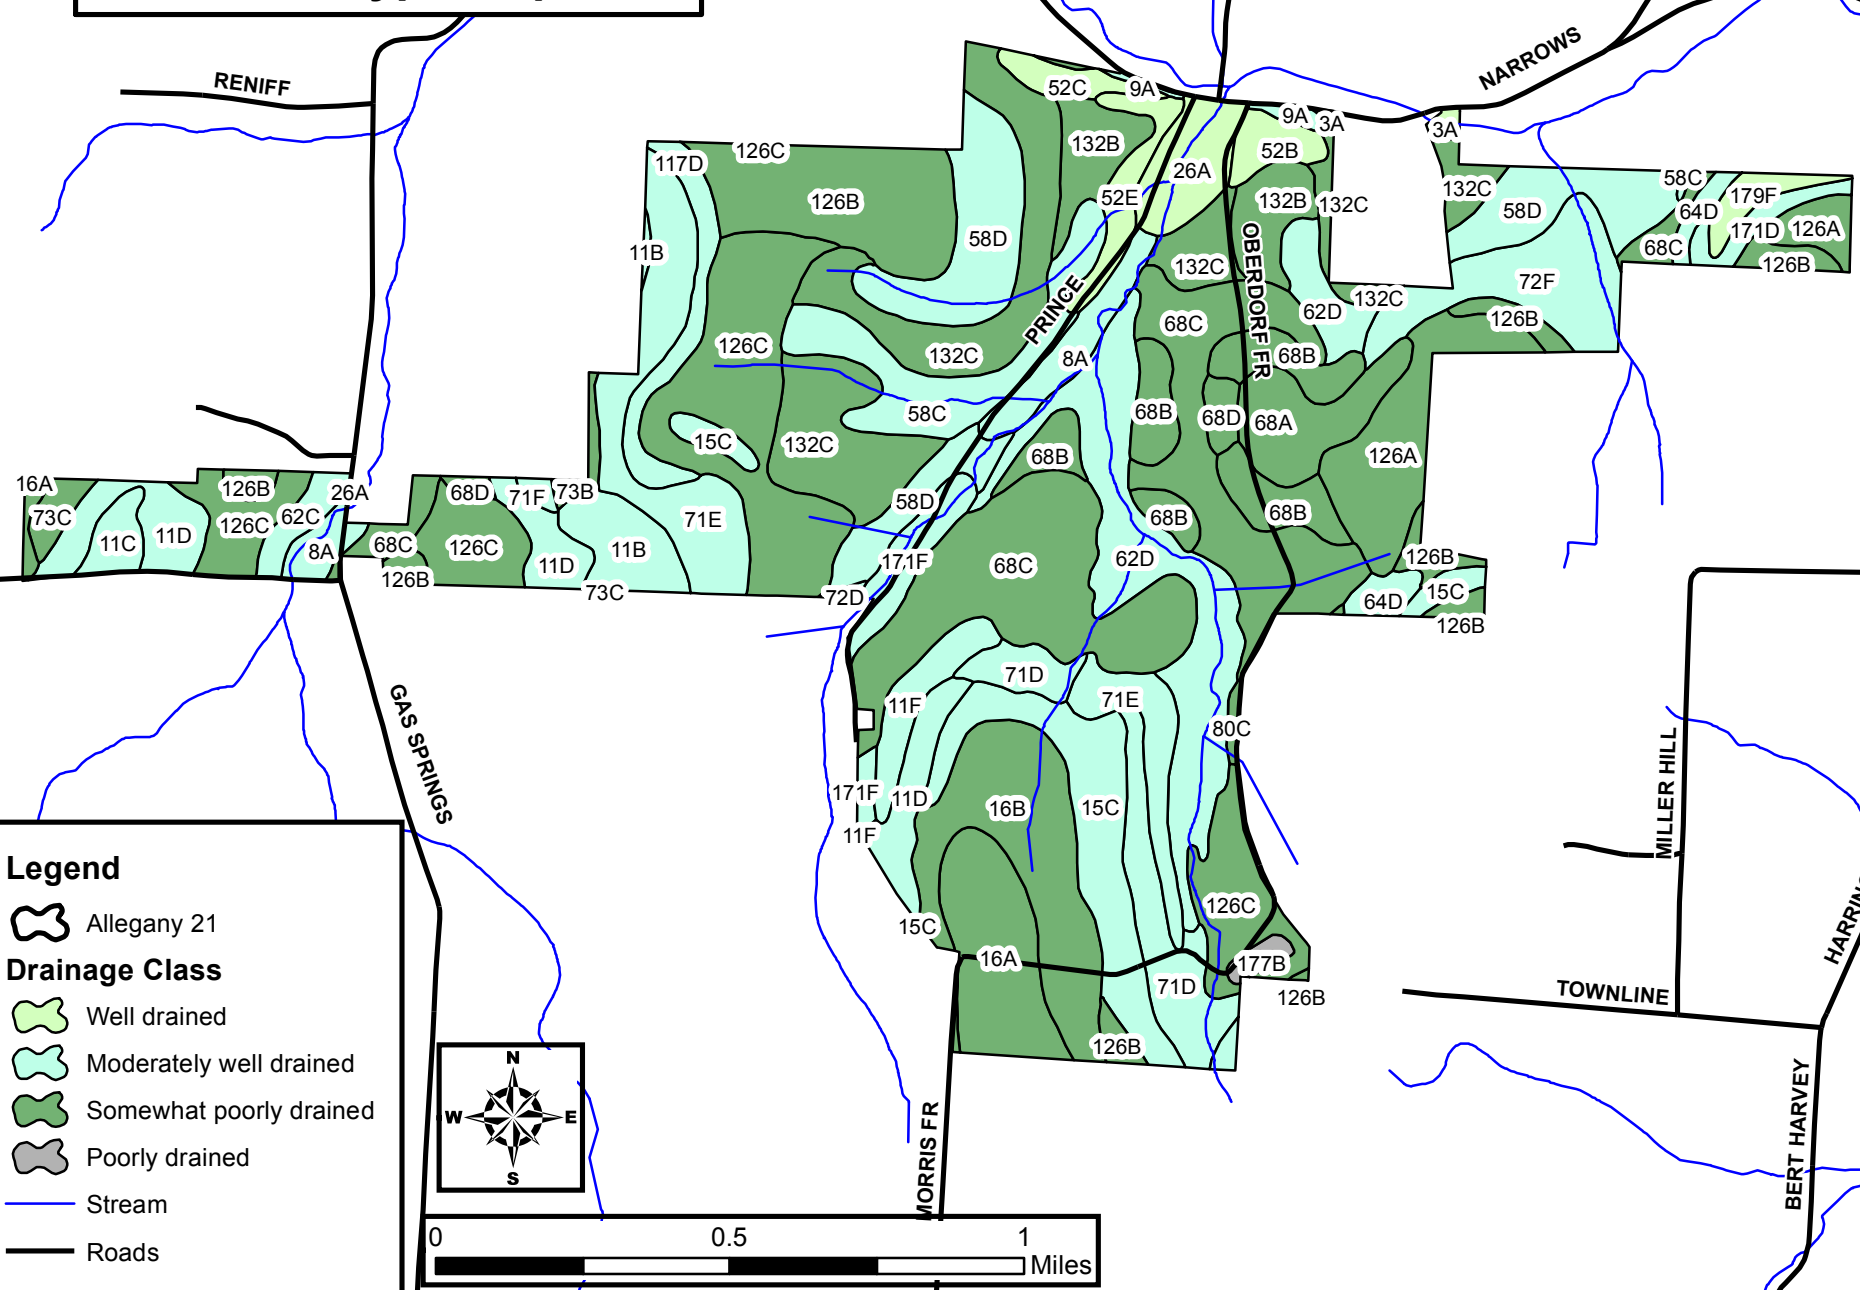 RENIFF
NARROWS
52C
9A
9A
3A
3A
132B
52B
126C
117D
26A
58C
179F
132C
126B
52E
132B
132C
58D
64D
171D
126A
58D
11B
68C
126B
132C
OBERDORF FR
72F
PRINCE
132C
62D
126B
68C
126C
132C
8A
68B
58C
68B
68D
68A
15C
132C
68B
126A
16A
126B
26A
68D
71F
73B
58D
73C
126C
62C
71E
68B
68B
11C
11D
8A
68C
126C
11B
171F
68C
62D
126B
11D
126B
73C
72D
64D
15C
126B
71D
71E
11F
80C
GAS SPRINGS
MILLER HILL
171F
11D
16B
15C
11F
Legend
Allegany 21
15C
126C
Drainage Class
16A
177B
71D
126B
TOWNLINE
Well drained
126B
Moderately well drained
N
W
E
S
Somewhat poorly drained
Poorly drained
MORRIS FR
BERT HARVEY
Stream
0
0.5
1
Miles
Roads